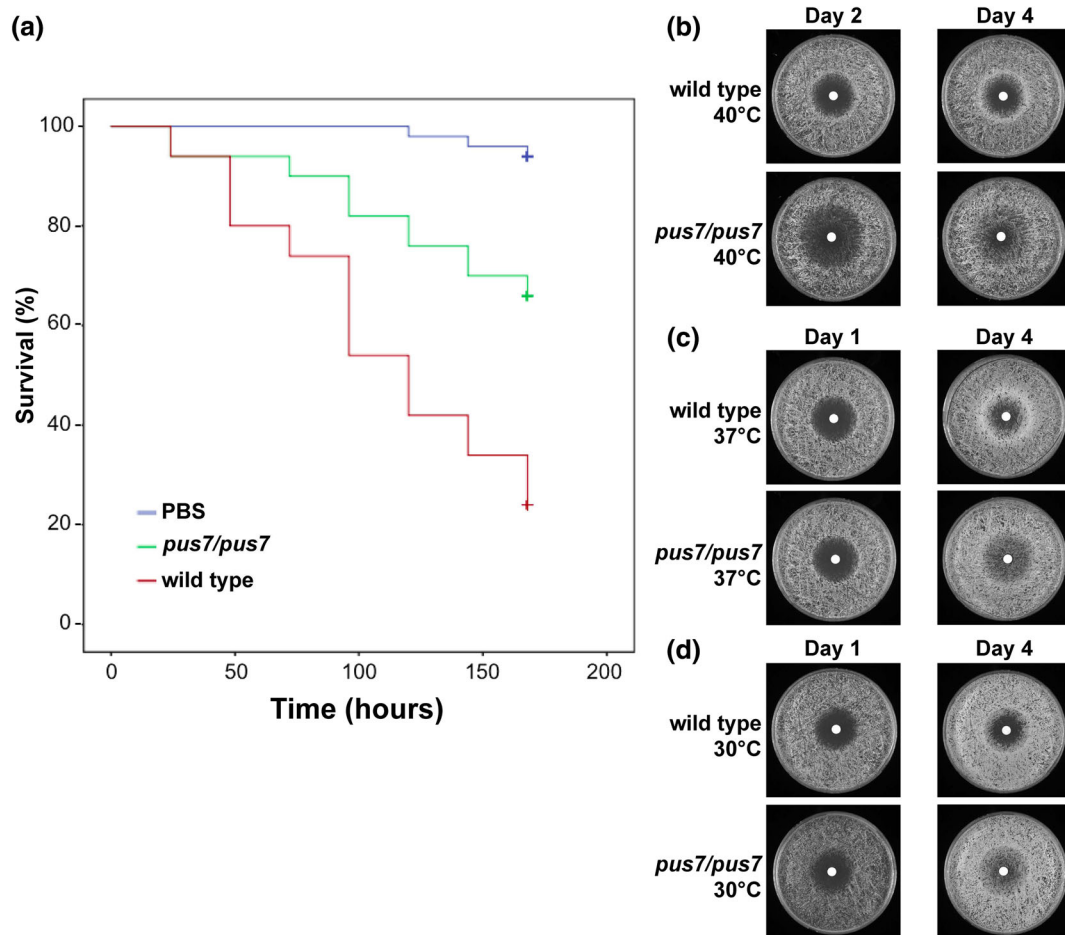 (a)
100
80
60
40
20
0
Survival (%)
PBS
pus7/pus7
wild type
0 50 100 150 200
Time (hours)
(b)
Day 2 Day 4
wild type
40°C
pus7/pus7
40°C
(c)
Day 1 Day 4
wild type
37°C
pus7/pus7
37°C
(d)
Day 1 Day 4
wild type
30°C
pus7/pus7
30°C